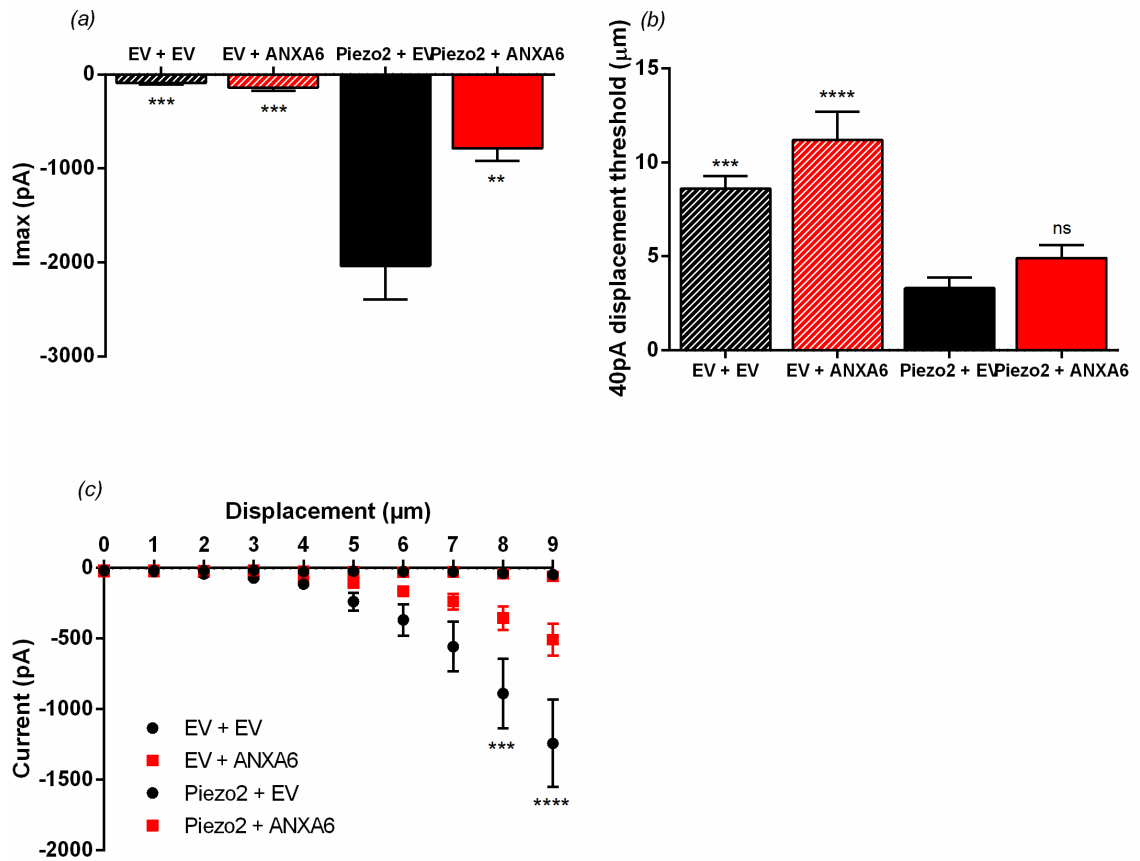 (a)
EV + EV EV + ANXA6 Piezo2 + EV Piezo2 + ANXA6
0
-1000
-2000
-3000
Imax (pA)
*** *** **
(b)
40pA displacement threshold (μm)
15
10
5
0
*** **** ns
EV + EV EV + ANXA6 Piezo2 + EV Piezo2 + ANXA6
(c)
Displacement (μm)
0 1 2 3 4 5 6 7 8 9
0
-500
-1000
-1500
-2000
Current (pA)
***
****
EV + EV
EV + ANXA6
Piezo2 + EV
Piezo2 + ANXA6